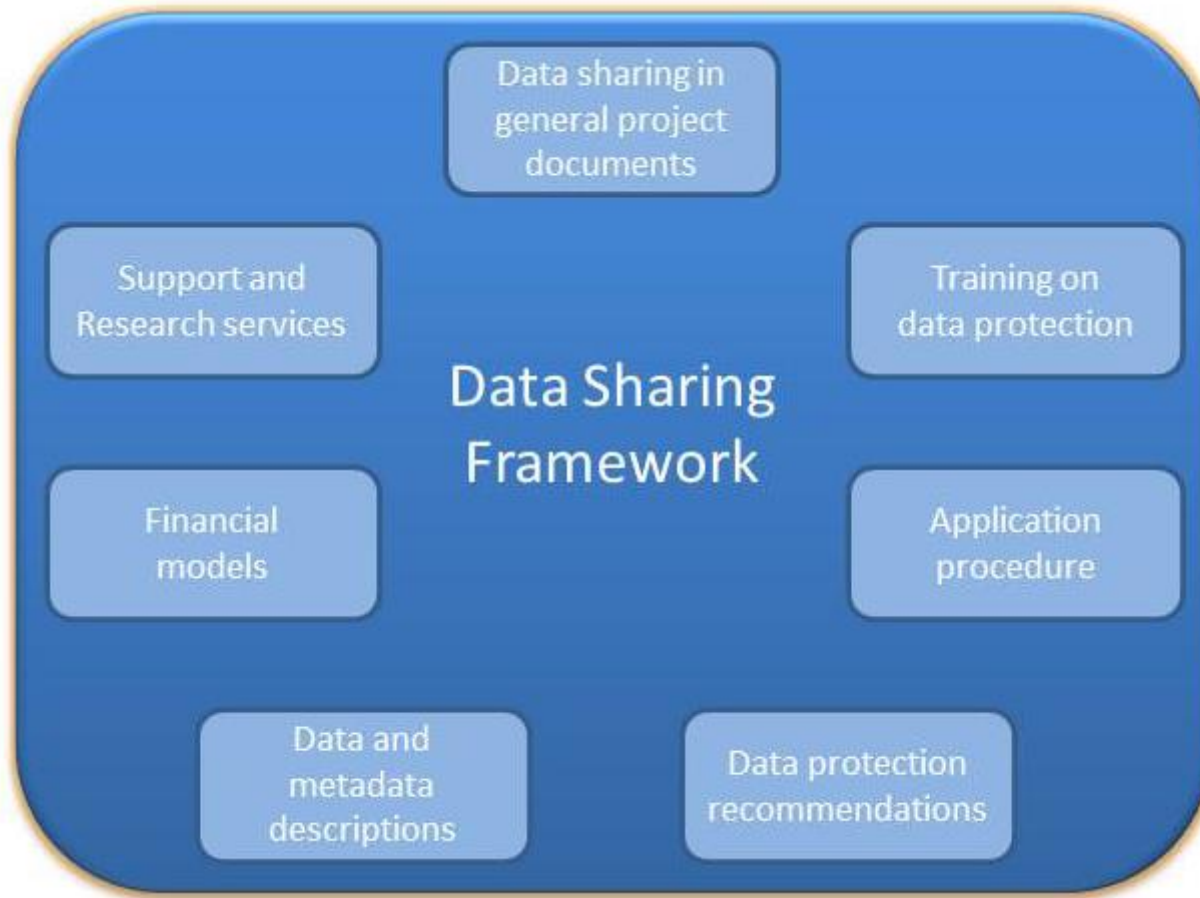 Data sharing in
general project
documents
Support and
Research services
Training on
data protection
Data Sharing
Framework
Financial
models
Application
procedure
Data and
metadata
descriptions
Data protection
recommendations